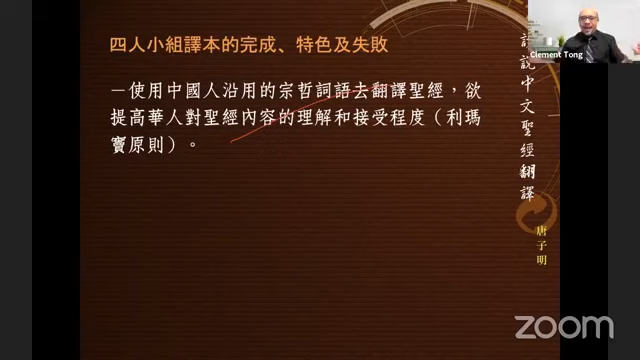 四人小組譯本的完成、特色及失敗
－使用中國人沿用的宗哲詞語去翻譯聖經，欲
提高華人對聖經內容的理解和接受程度（利瑪
竇原則）。
說中文聖經翻譯
唐子明
Clement Tong
zoom